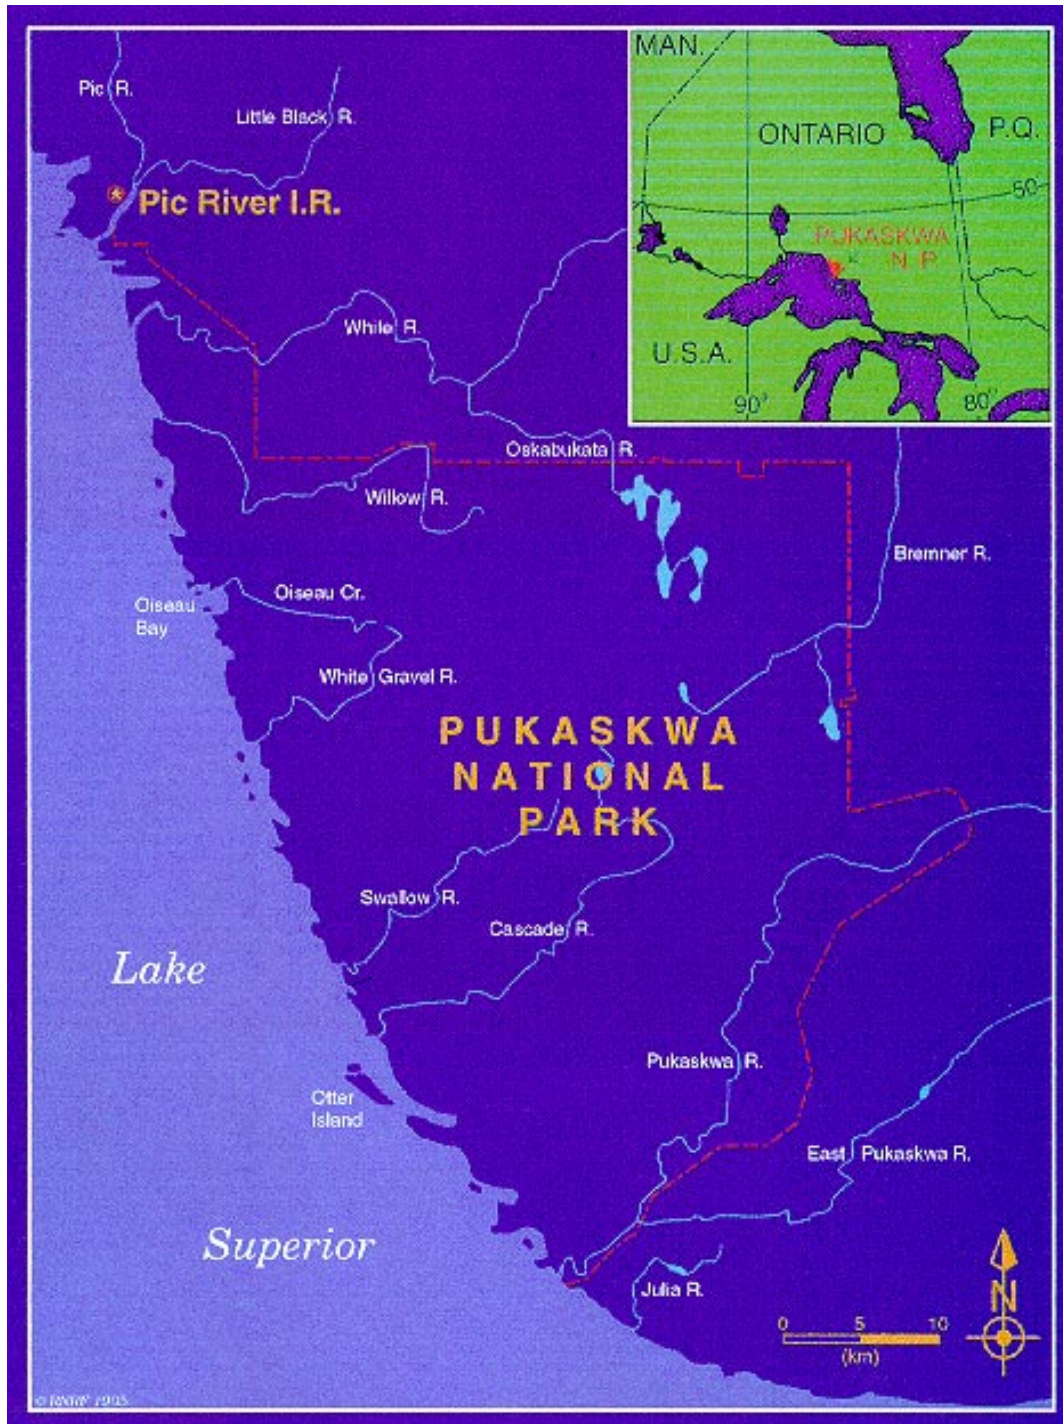 Pic R.
Little Black R.
Pic River I.R.
MAN.
ONTARIO
P.Q.
50
PUKASKWA
N. P.
U.S.A.
90°
80°
While R.
Oskabukata R.
Willow R.
Bremner R.
Oiseau
Bay
Oiseau Cr.
White Gravel R.
PUKASKWA
NATIONAL
PARK
Swallow R.
Cascade R.
Lake
Superior
Otter
Island
Pukaskwa R.
East Pukaskwa R.
Julia R.
N
0 5 10
(km)